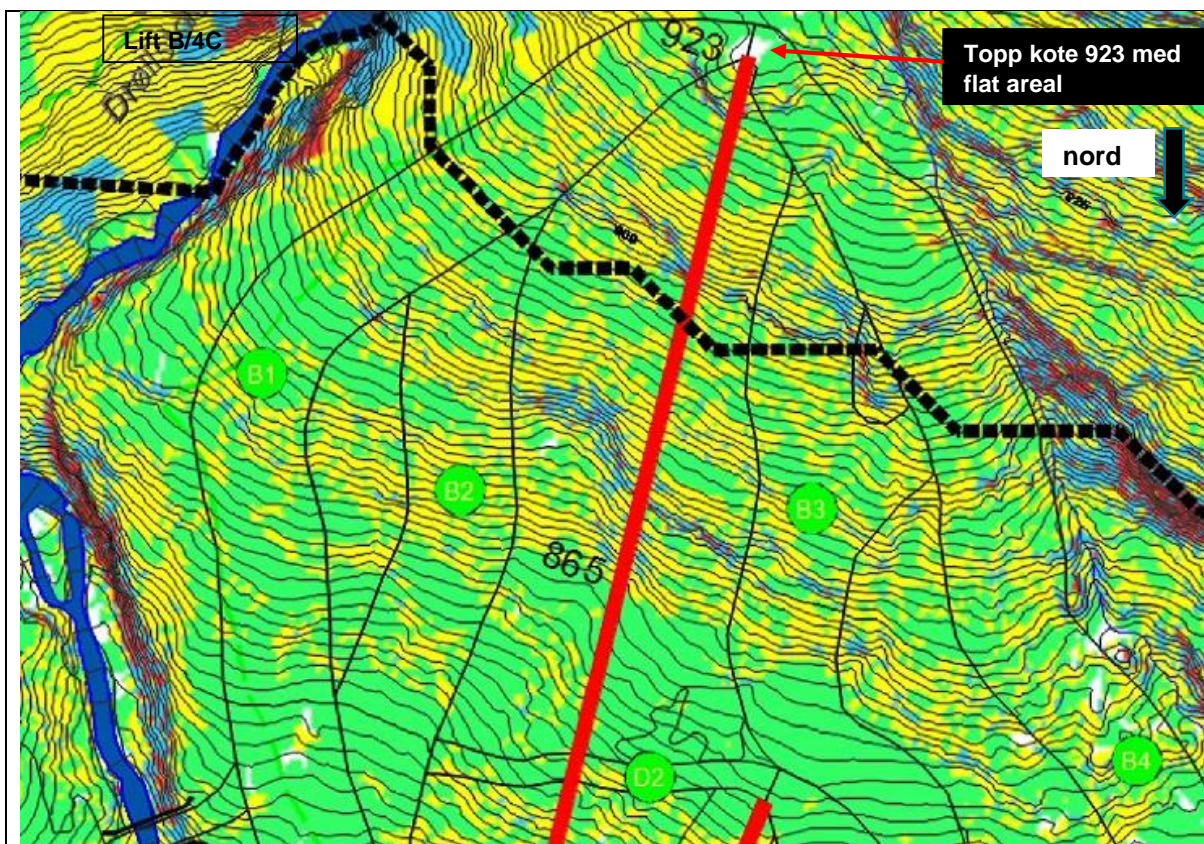 Lift B/4C
923
Topp kote 923 med
flat areal
nord
B1
B2
B3
865
D2
B4